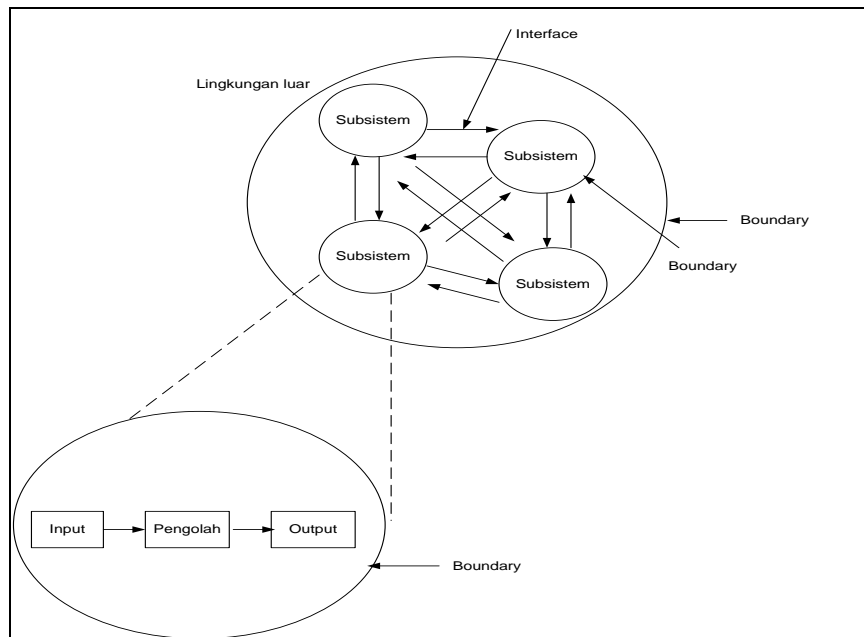 Interface
Lingkungan luar
Subsistem
Subsistem
Boundary
Subsistem
Boundary
Subsistem
Input
Pengolah
Output
Boundary